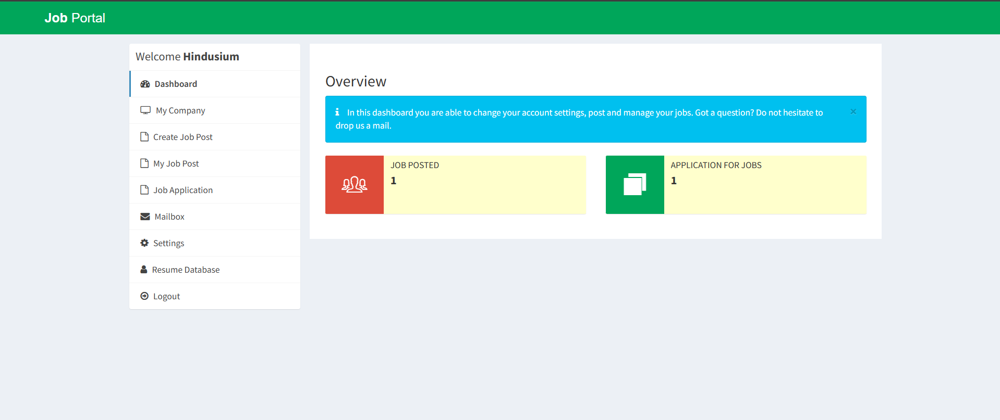 Job Portal
Welcome Hindusium
Dashboard
My Company
Create Job Post
My Job Post
Job Application
Mailbox
Settings
Resume Database
Logout
Overview
In this dashboard you are able to change your account settings, post and manage your jobs. Got a question? Do not hesitate to
drop us a mail.
×
JOB POSTED
1
APPLICATION FOR JOBS
1